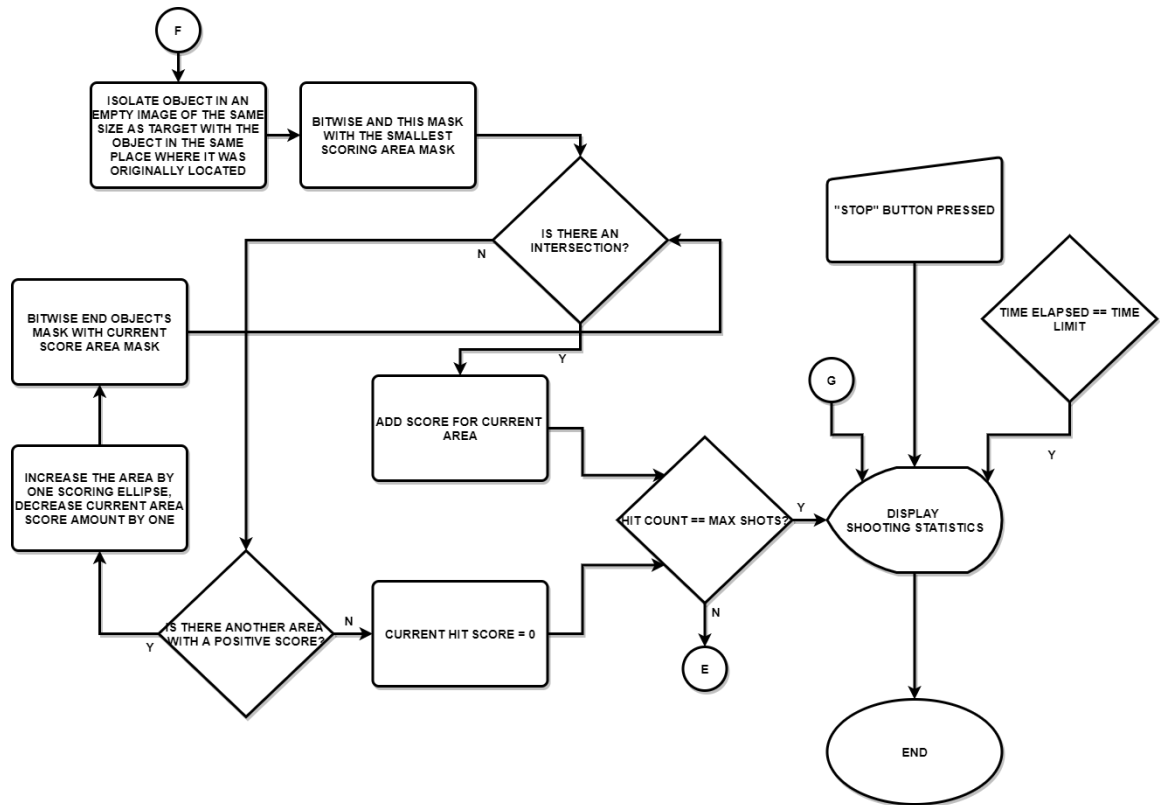 F
ISOLATE OBJECT IN AN
EMPTY IMAGE OF THE SAME
SIZE AS TARGET WITH THE
OBJECT IN THE SAME
PLACE WHERE IT WAS
ORIGINALLY LOCATED
BITWISE AND THIS MASK
WITH THE SMALLEST
SCORING AREA MASK
IS THERE AN
INTERSECTION?
N
Y
BITWISE END OBJECT'S
MASK WITH CURRENT
SCORE AREA MASK
INCREASE THE AREA BY
ONE SCORING ELLIPSE,
DECREASE CURRENT AREA
SCORE AMOUNT BY ONE
IS THERE ANOTHER AREA
WITH A POSITIVE SCORE?
Y
N
ADD SCORE FOR CURRENT
AREA
CURRENT HIT SCORE = 0
HIT COUNT == MAX SHOTS?
Y
N
E
"STOP" BUTTON PRESSED
TIME ELAPSED == TIME
LIMIT
Y
G
DISPLAY
SHOOTING STATISTICS
END